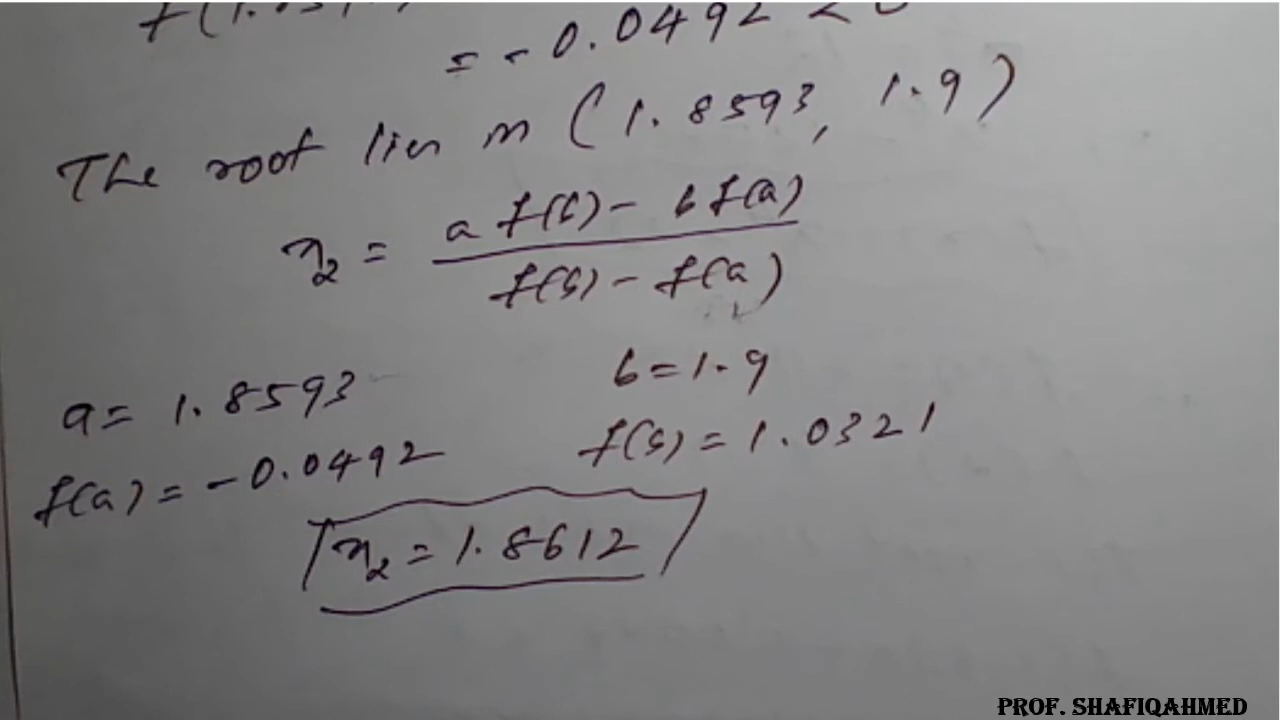 = -0.0492 <
The root lies in (1.8593, 1.9)
x₂ = a f(b) - b f(a)
f(b) - f(a)
a = 1.8593 b = 1.9
f(a) = -0.0492 f(b) = 1.0321
x₂ = 1.8612
PROF. SHAFIQAHMED